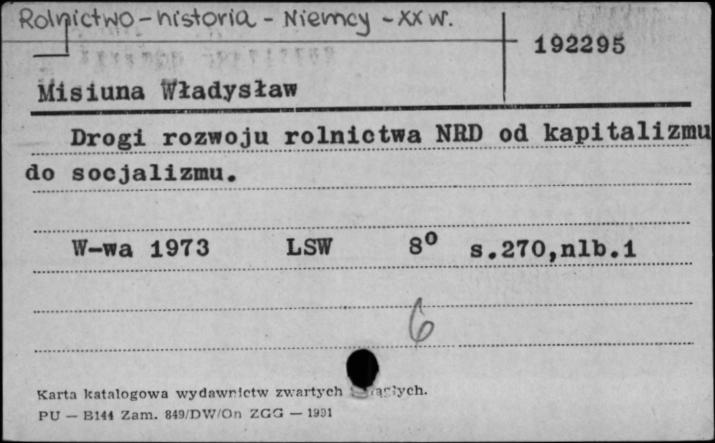 Rolnictwo - historia - Niemcy - XX w.
192295
Misiuna Władysław
Drogi rozwoju rolnictwa NRD od kapitalizmu
do socjalizmu.
W-wa 1973 LSW 8° s.270,nlb.1
6
Karta katalogowa wydawnictw zwartych
PU — B144 Zam. 849/DW/On ZGG — 1991